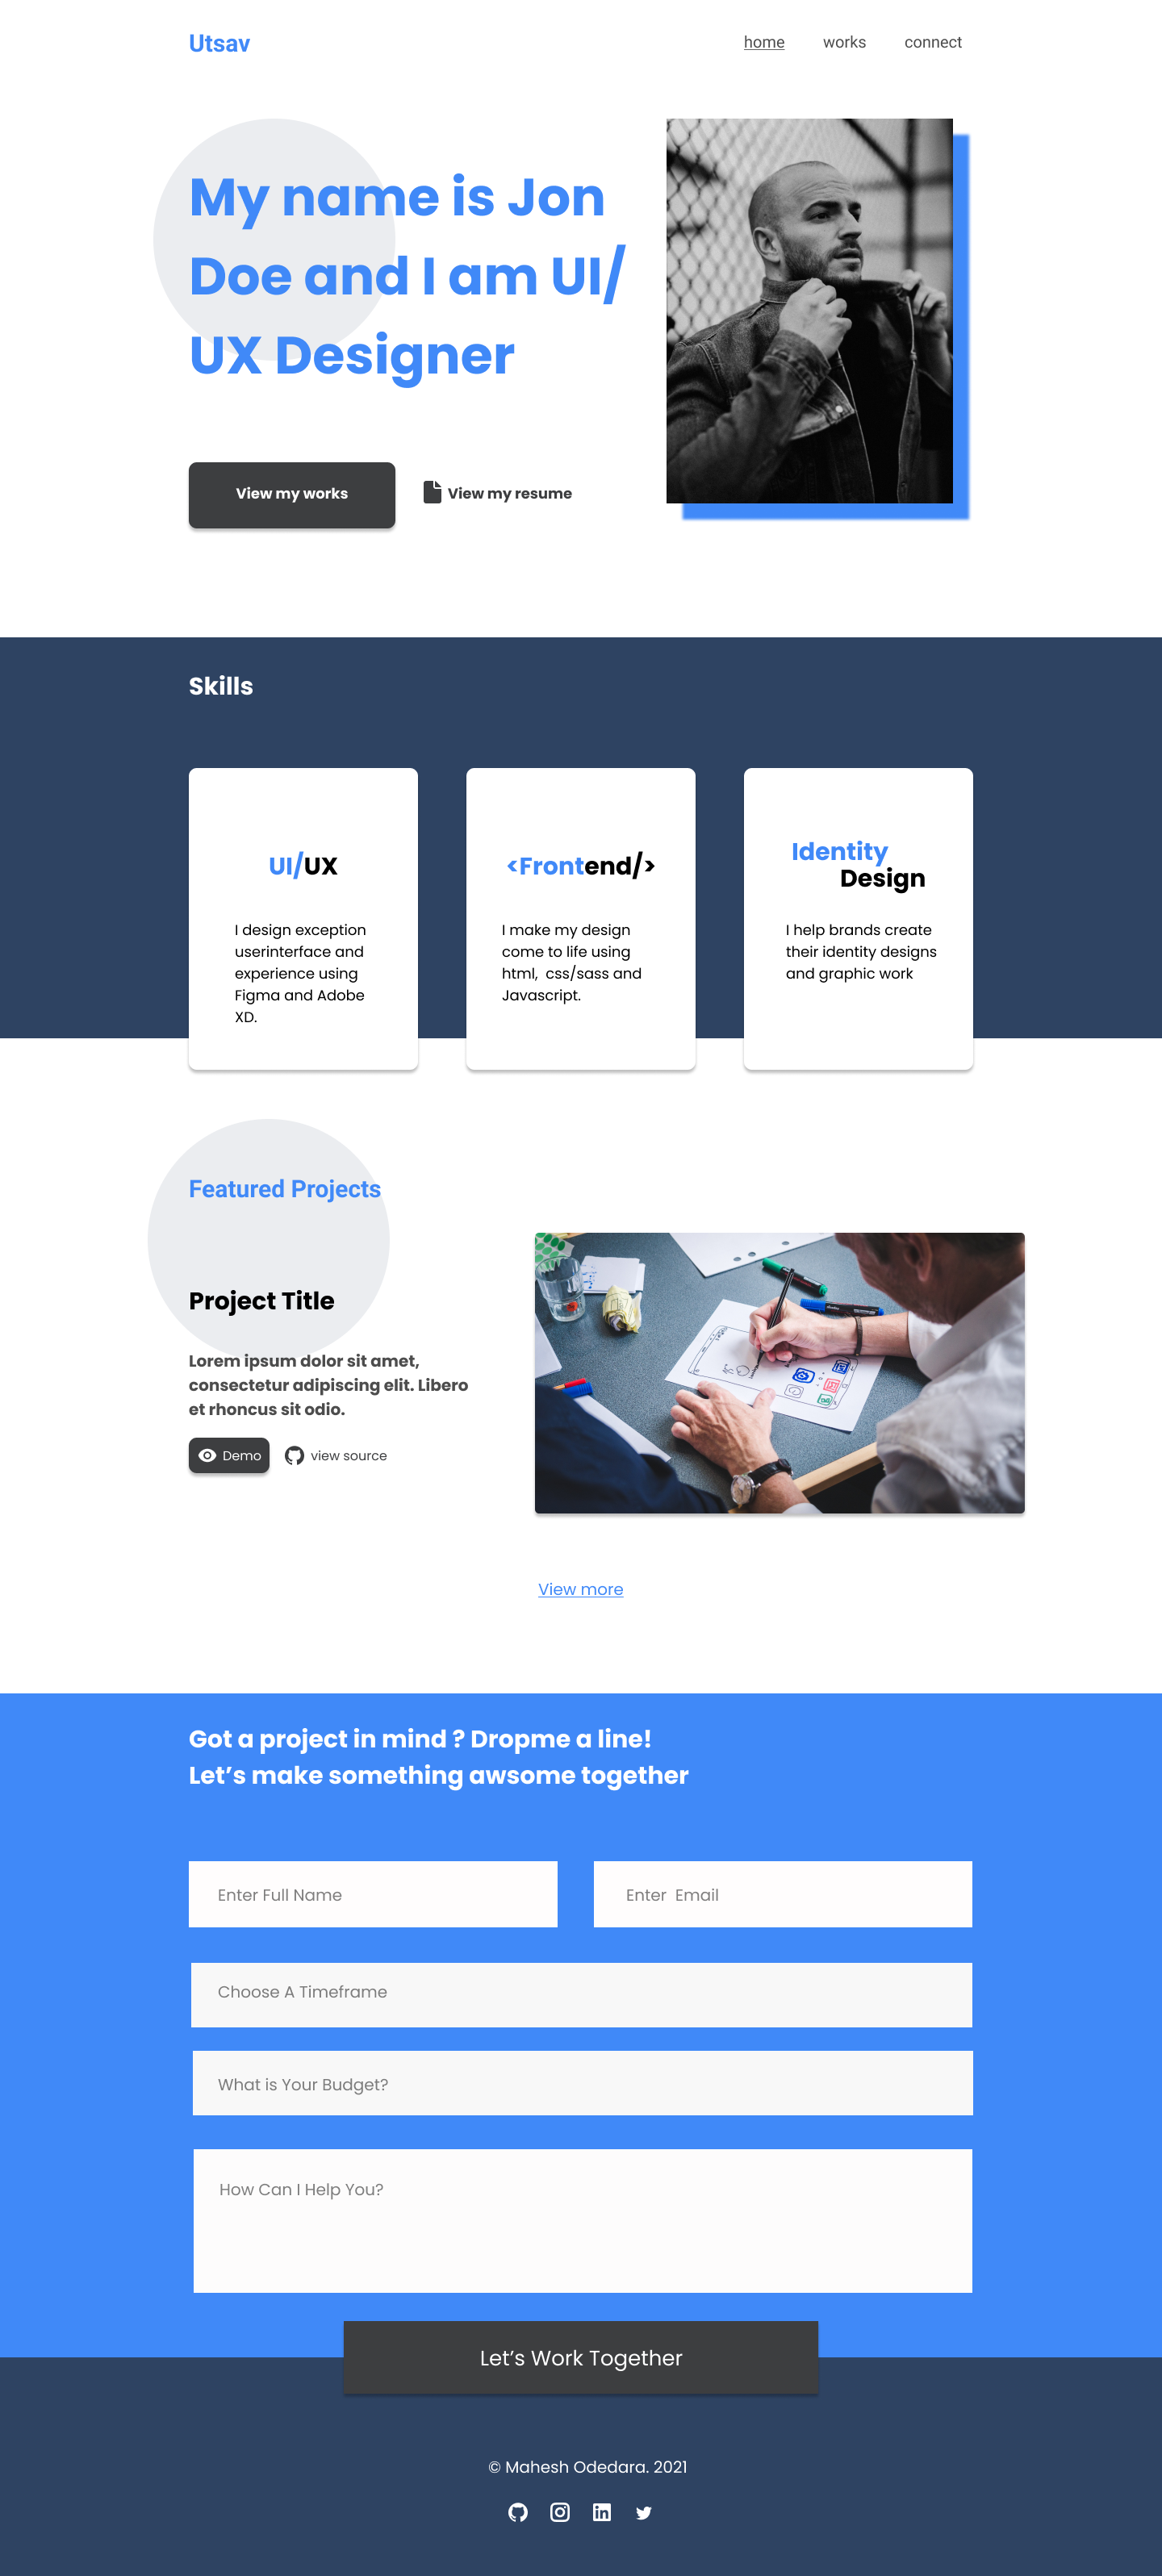 Utsav
home works connect
My name is Jon
Doe and I am UI/
UX Designer
View my works
View my resume
Skills
UI/UX
I design exception
userinterface and
experience using
Figma and Adobe
XD.
<Frontend/>
I make my design
come to life using
html,  css/sass and
Javascript.
Identity
Design
I help brands create
their identity designs
and graphic work
Featured Projects
Project Title
Lorem ipsum dolor sit amet,
consectetur adipiscing elit. Libero
et rhoncus sit odio.
Demo
view source
View more
Got a project in mind ? Dropme a line!
Let’s make something awsome together
Enter Full Name
Enter  Email
Choose A Timeframe
What is Your Budget?
How Can I Help You?
Let’s Work Together
© Mahesh Odedara. 2021